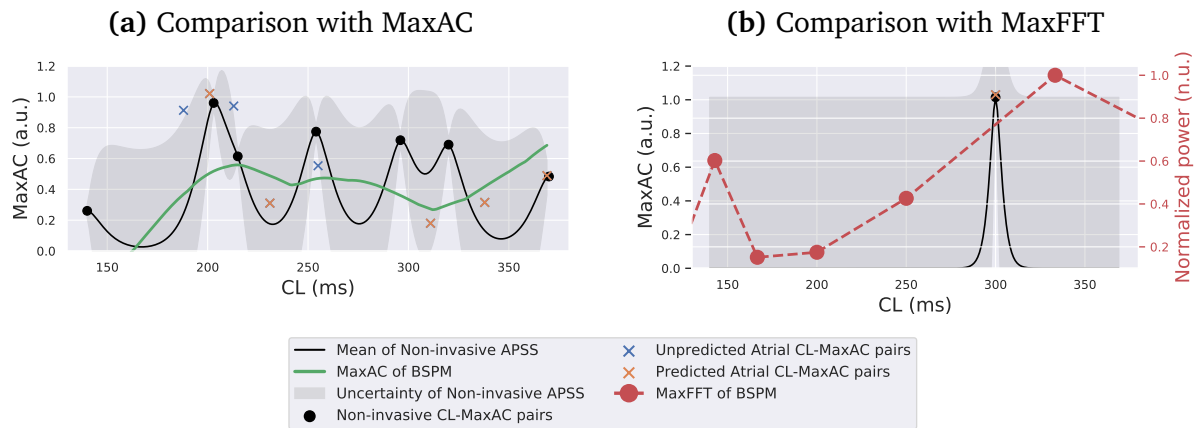 (a) Comparison with MaxAC
1.2
1.0
0.8
0.6
0.4
0.2
0.0
MaxAC (a.u.)
150
200
250
300
350
CL (ms)
(b) Comparison with MaxFFT
1.2
1.0
0.8
0.6
0.4
0.2
0.0
MaxAC (a.u.)
150
200
250
300
350
CL (ms)
1.0
0.8
0.6
0.4
0.2
Normalized power (n.u.)
Mean of Non-invasive APSS
MaxAC of BSPM
Uncertainty of Non-invasive APSS
Non-invasive CL-MaxAC pairs
Unpredicted Atrial CL-MaxAC pairs
Predicted Atrial CL-MaxAC pairs
MaxFFT of BSPM